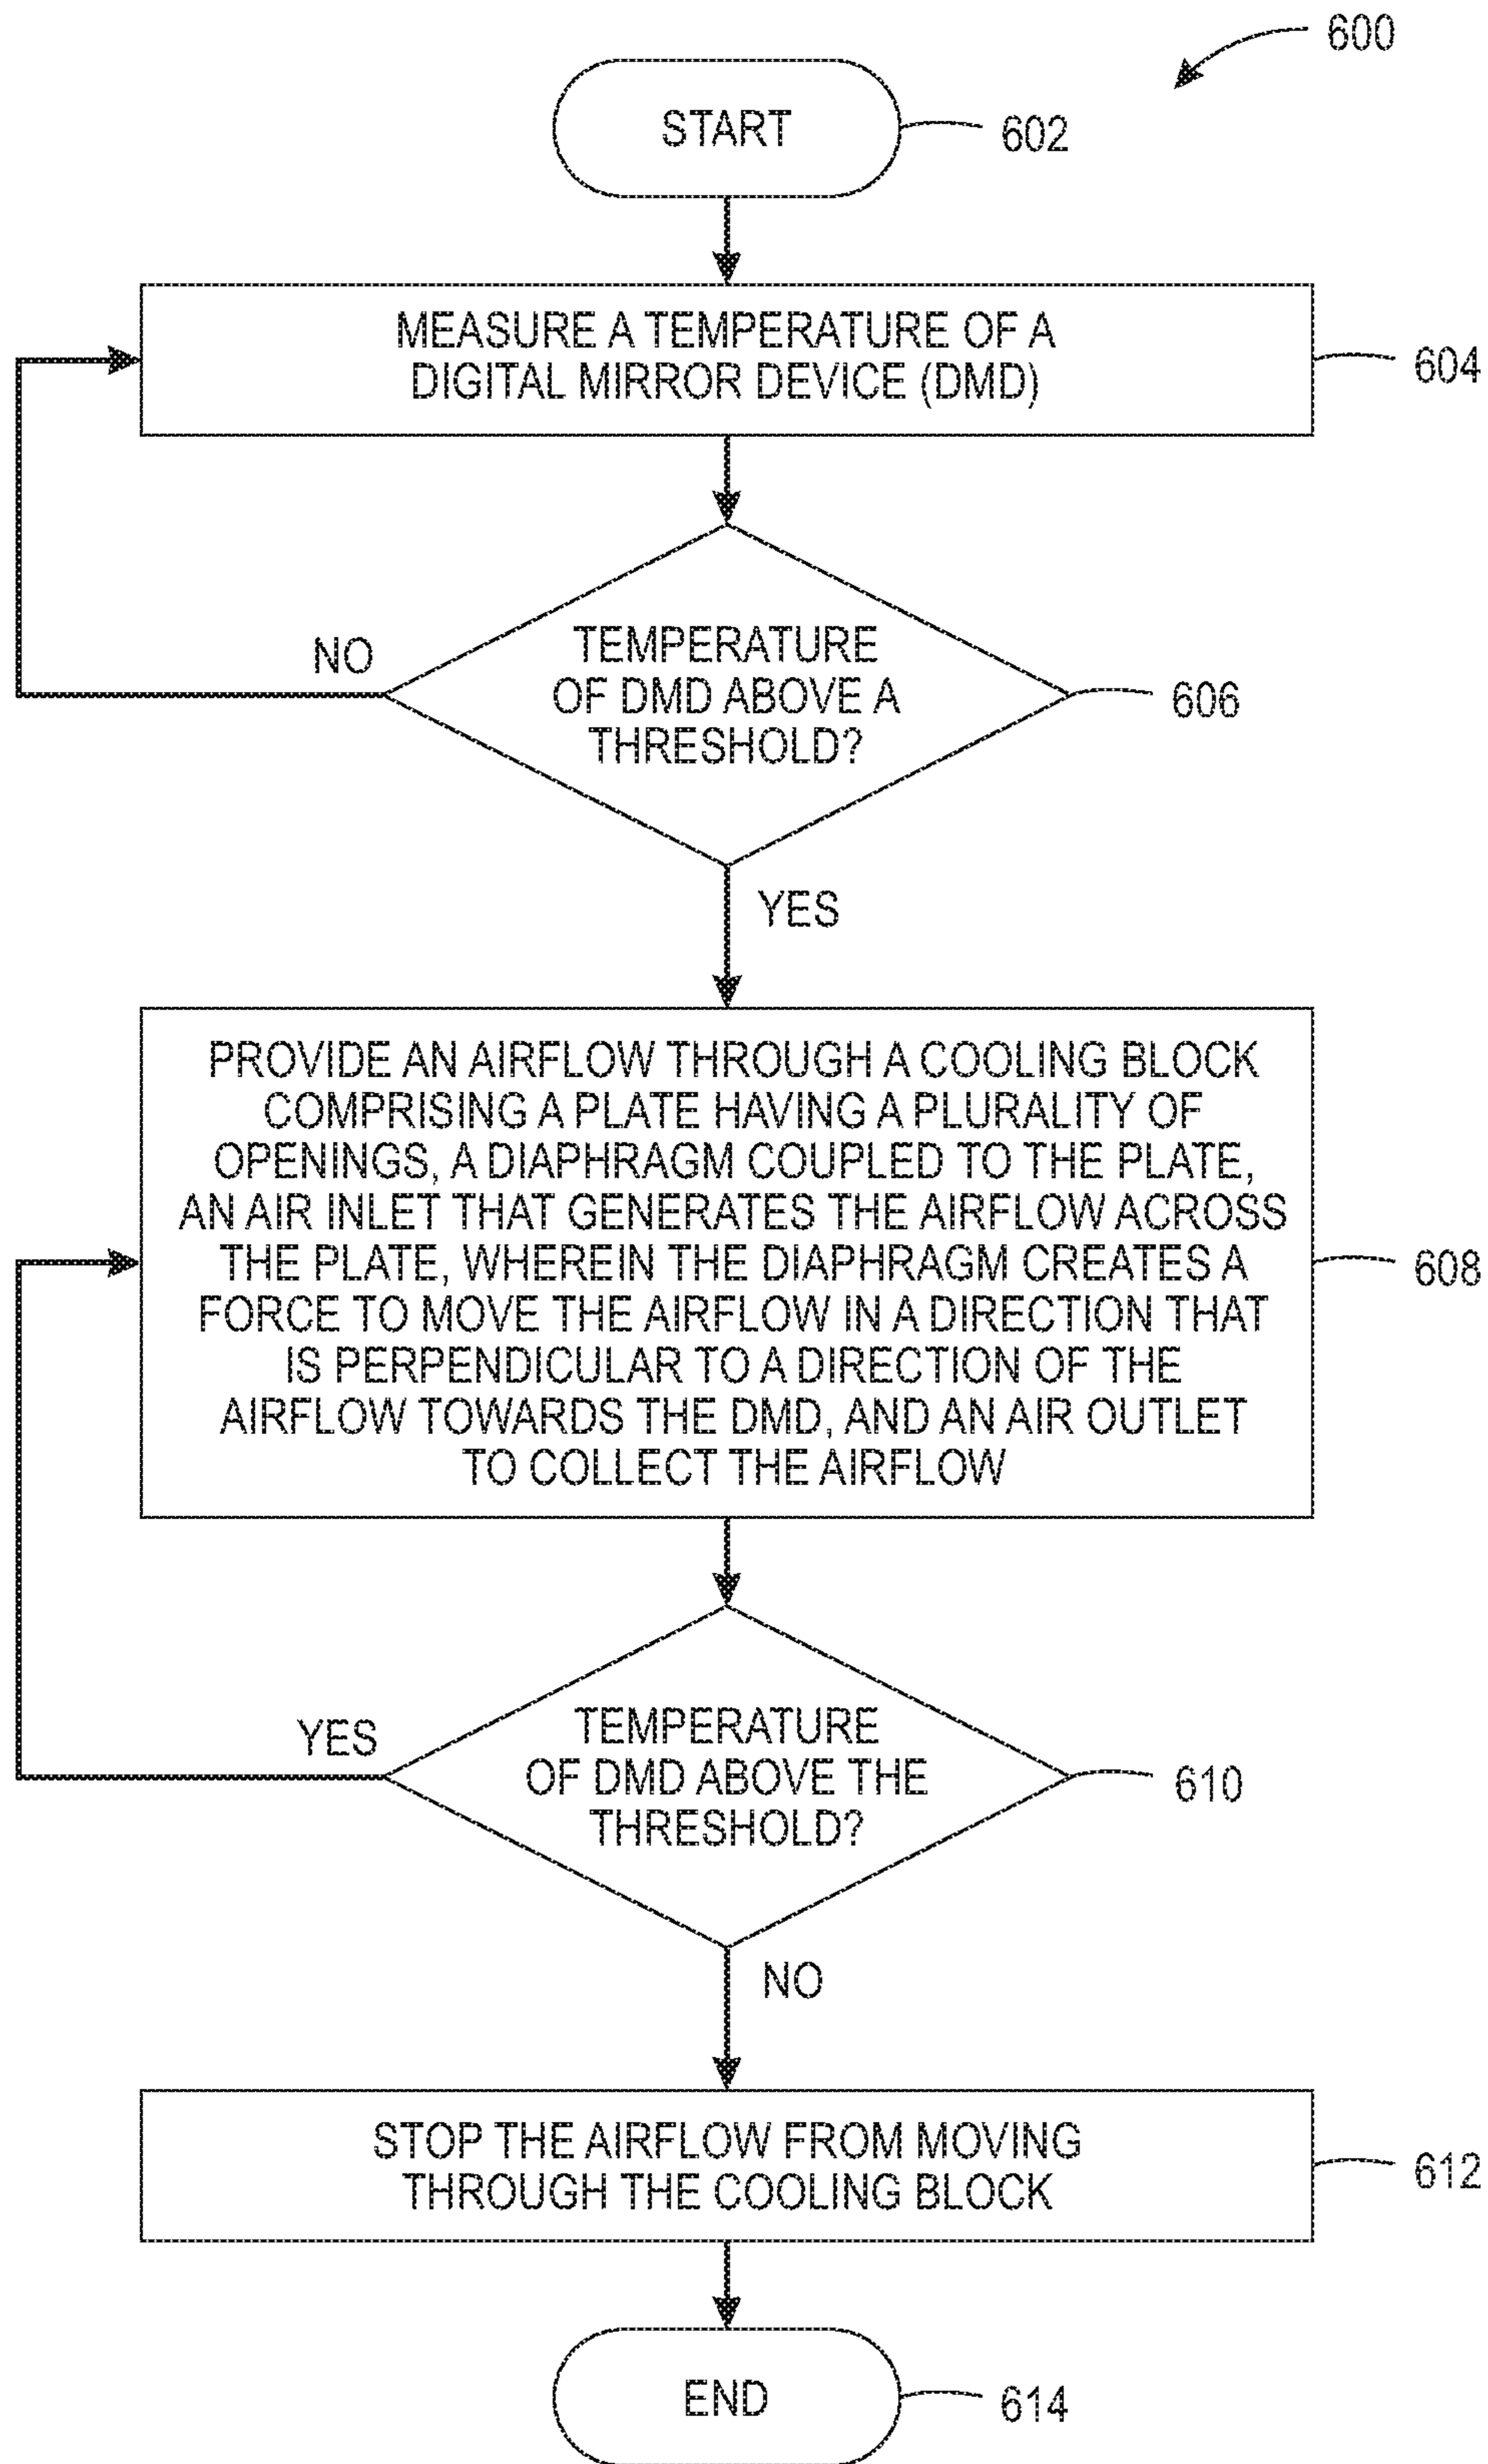 600
START
602
MEASURE A TEMPERATURE OF A
DIGITAL MIRROR DEVICE (DMD)
604
NO
TEMPERATURE
OF DMD ABOVE A
THRESHOLD?
606
YES
PROVIDE AN AIRFLOW THROUGH A COOLING BLOCK
COMPRISING A PLATE HAVING A PLURALITY OF
OPENINGS, A DIAPHRAGM COUPLED TO THE PLATE,
AN AIR INLET THAT GENERATES THE AIRFLOW ACROSS
THE PLATE, WHEREIN THE DIAPHRAGM CREATES A
FORCE TO MOVE THE AIRFLOW IN A DIRECTION THAT
IS PERPENDICULAR TO A DIRECTION OF THE
AIRFLOW TOWARDS THE DMD, AND AN AIR OUTLET
TO COLLECT THE AIRFLOW
608
YES
TEMPERATURE
OF DMD ABOVE THE
THRESHOLD?
610
NO
STOP THE AIRFLOW FROM MOVING
THROUGH THE COOLING BLOCK
612
END
614